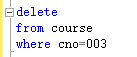 delete
from course
where cno=003